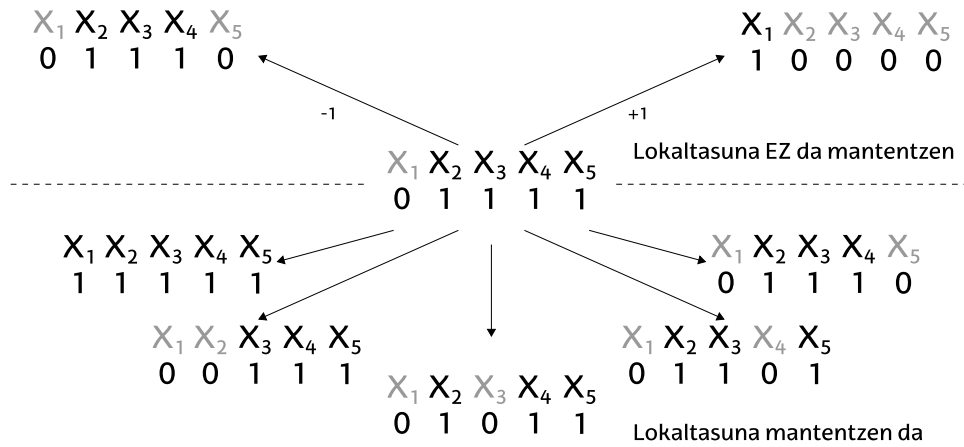 X₁ X₂ X₃ X₄ X₅
0 1 1 1 0
X₁ X₂ X₃ X₄ X₅
1 0 0 0 0
-1
+1
Lokaltasuna EZ da mantentzen
X₁ X₂ X₃ X₄ X₅
0 1 1 1 1
X₁ X₂ X₃ X₄ X₅
1 1 1 1 1
X₁ X₂ X₃ X₄ X₅
0 1 1 1 0
X₁ X₂ X₃ X₄ X₅
0 0 1 1 1
X₁ X₂ X₃ X₄ X₅
0 1 1 0 1
X₁ X₂ X₃ X₄ X₅
0 1 0 1 1
Lokaltasuna mantentzen da